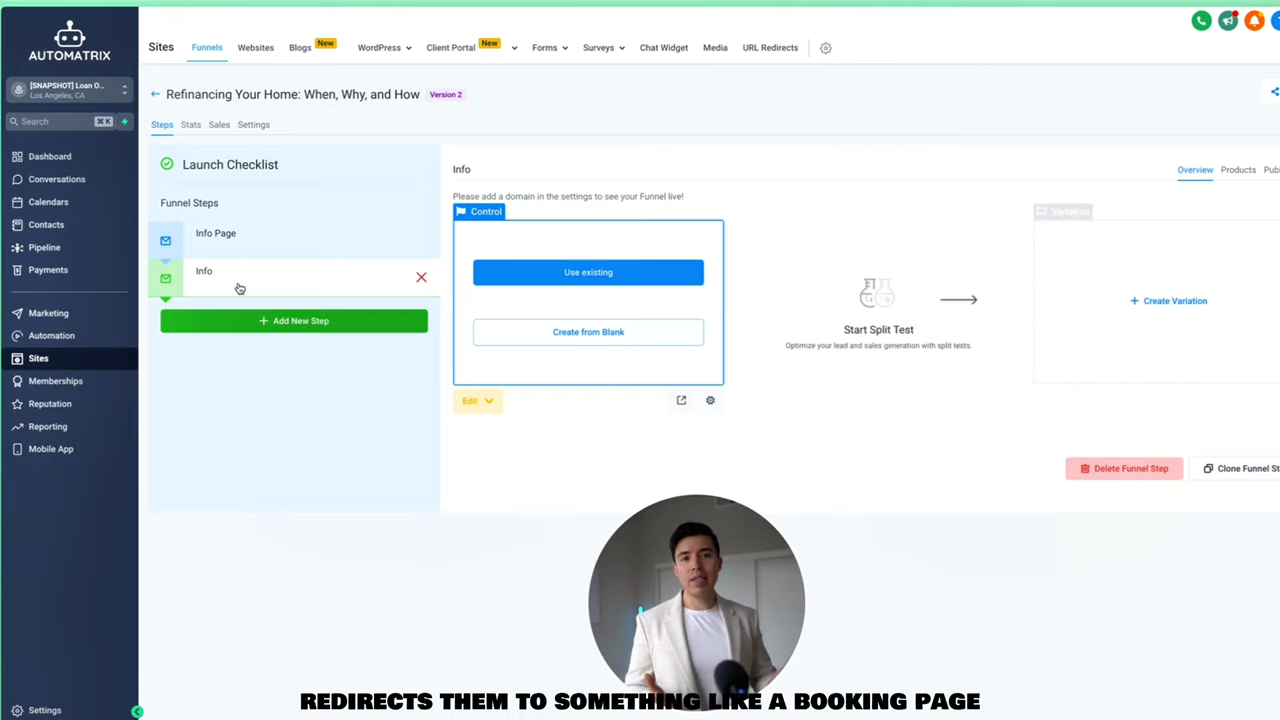 AUTOMATRIX
[SNAPSHOT] Loan O...
Los Angeles, CA
Search
⌘K
Dashboard
Conversations
Calendars
Contacts
Pipeline
Payments
Marketing
Automation
Sites
Memberships
Reputation
Reporting
Mobile App
Settings
Sites Funnels Websites Blogs New WordPress Client Portal New Forms Surveys Chat Widget Media URL Redirects
Refinancing Your Home: When, Why, and How Version 2
Steps Stats Sales Settings
Launch Checklist
Funnel Steps
Info Page
Info
+ Add New Step
Info
Overview Products Publ
Please add a domain in the settings to see your Funnel live!
Control
Use existing
Create from Blank
Edit
Start Split Test
Optimize your lead and sales generation with split tests.
Variation
+ Create Variation
Delete Funnel Step
Clone Funnel St
REDIRECTS THEM TO SOMETHING LIKE A BOOKING PAGE